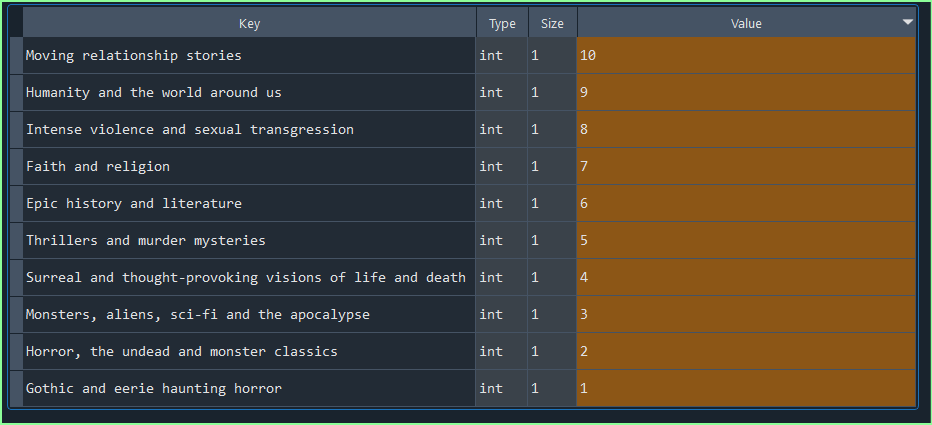 Key Type Size Value
Moving relationship stories int 1 10
Humanity and the world around us int 1 9
Intense violence and sexual transgression int 1 8
Faith and religion int 1 7
Epic history and literature int 1 6
Thrillers and murder mysteries int 1 5
Surreal and thought-provoking visions of life and death int 1 4
Monsters, aliens, sci-fi and the apocalypse int 1 3
Horror, the undead and monster classics int 1 2
Gothic and eerie haunting horror int 1 1